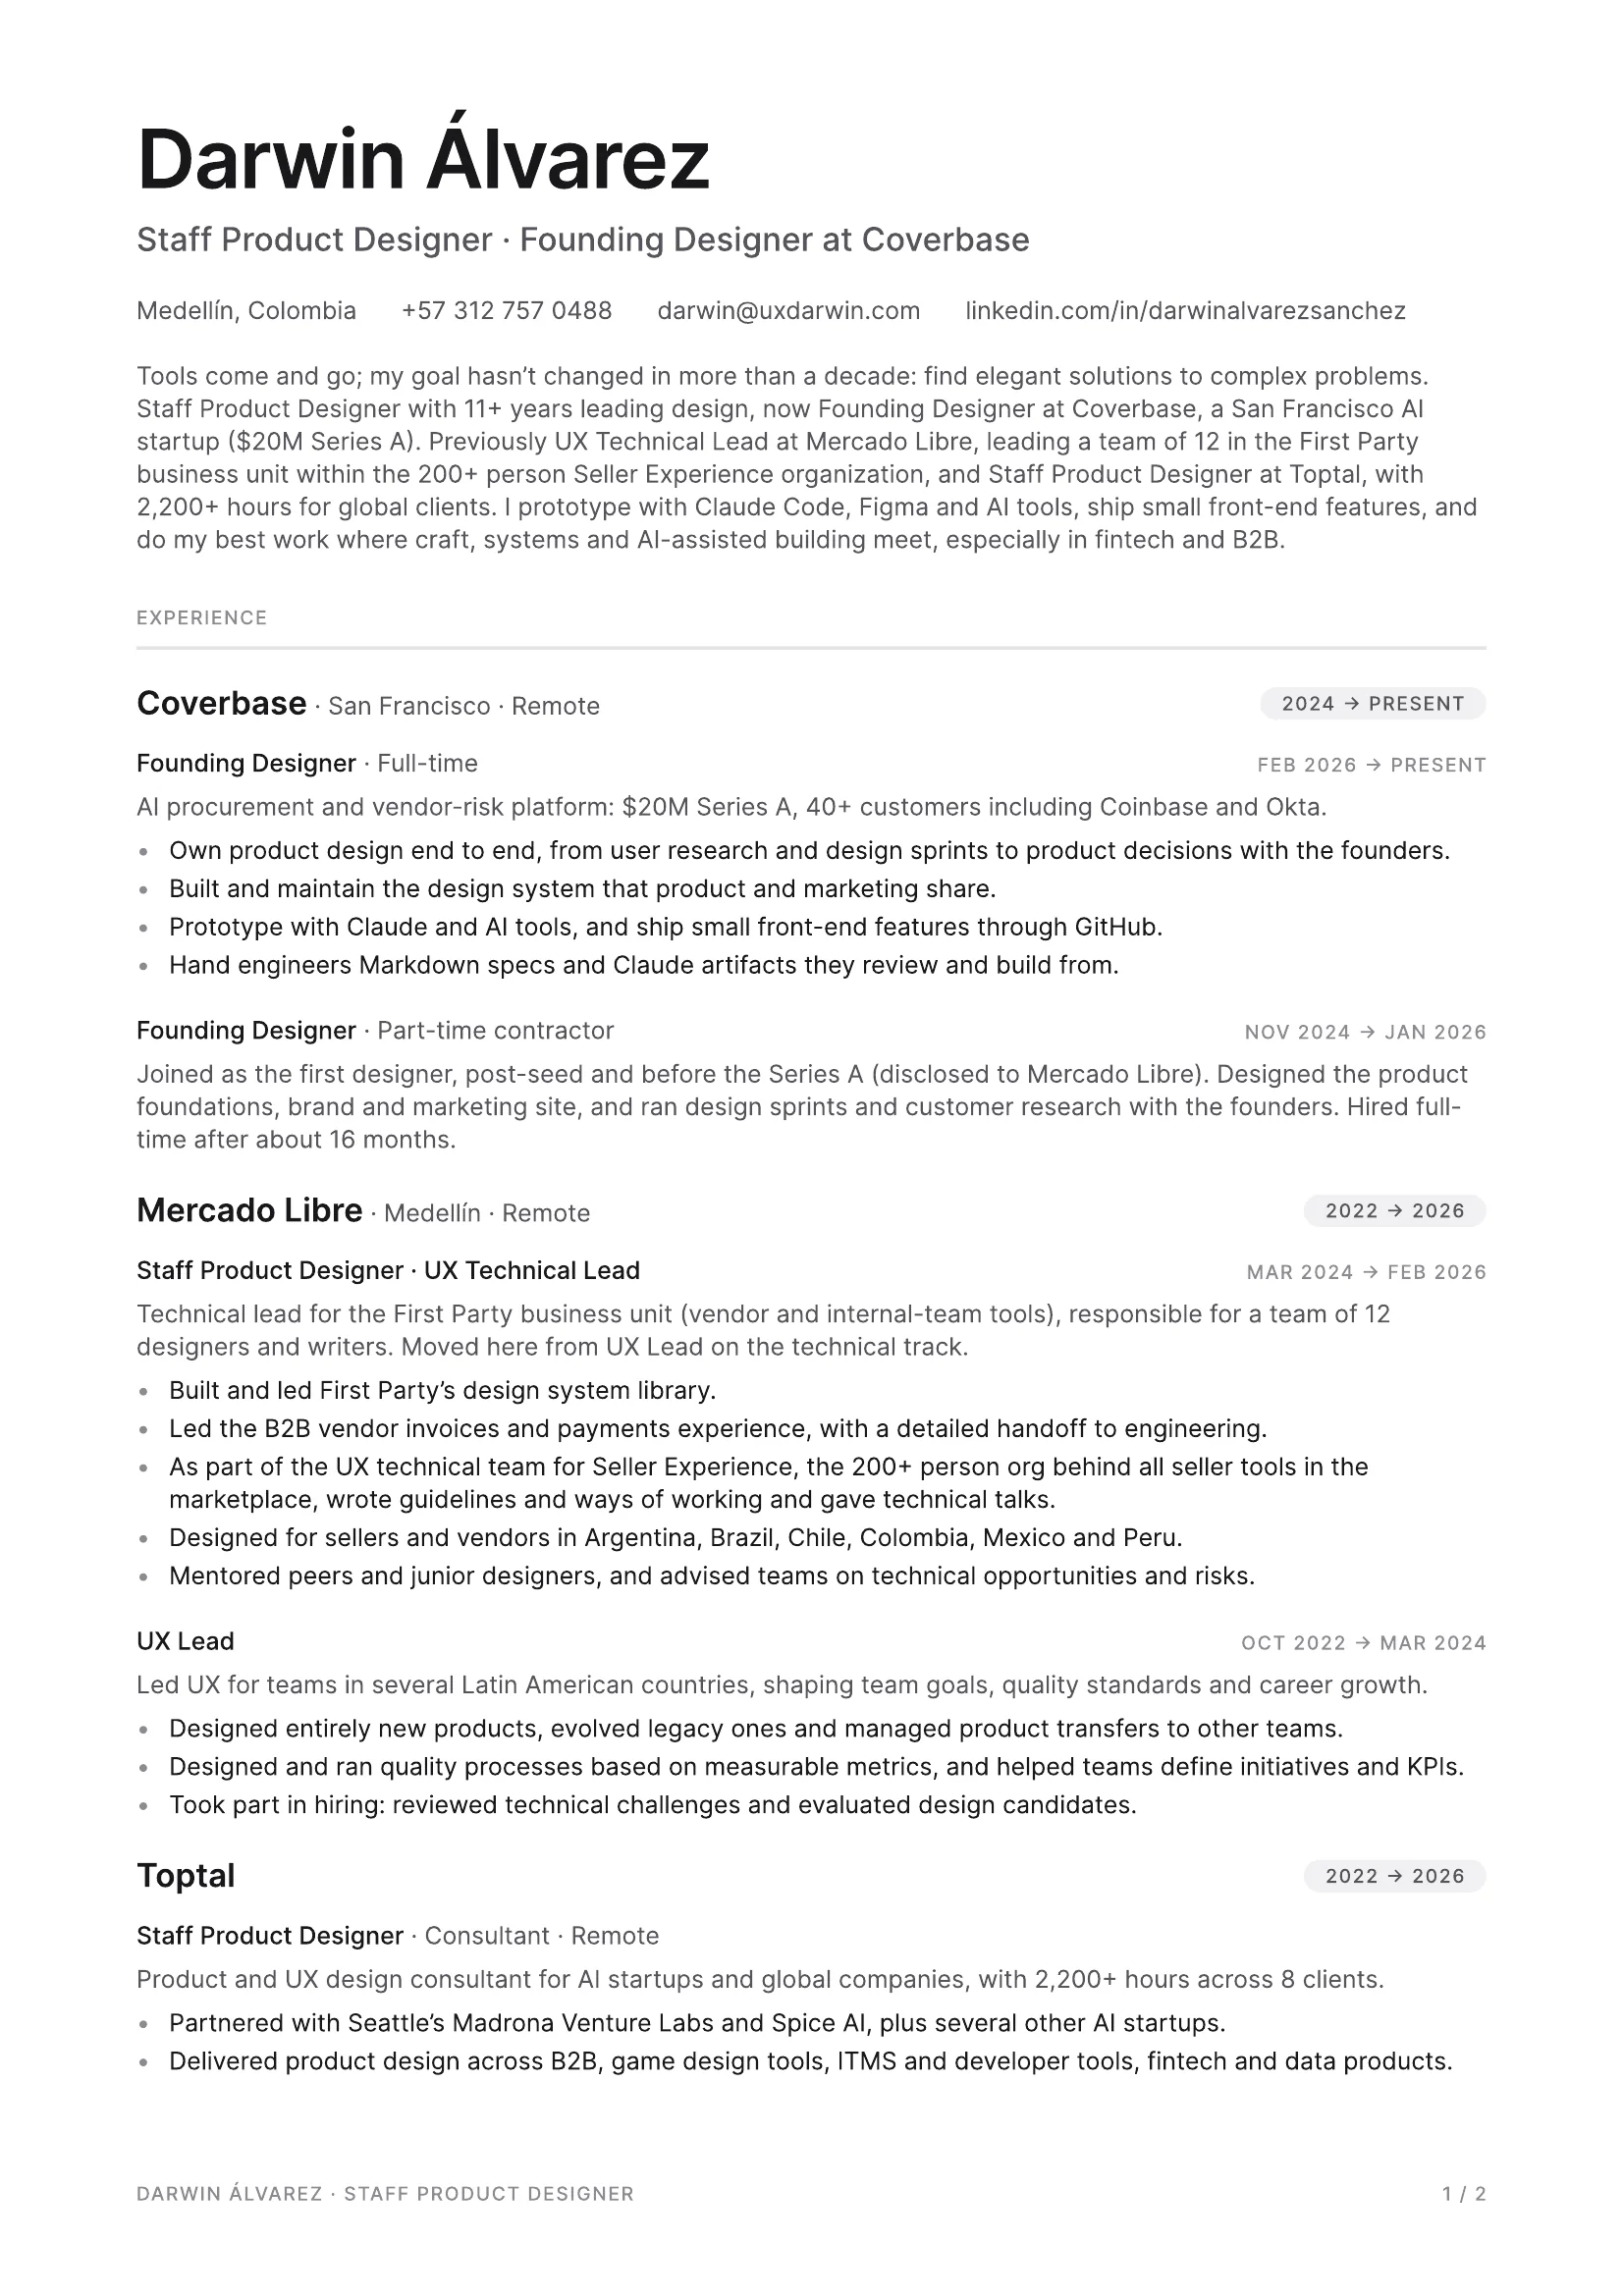 Darwin Álvarez
Staff Product Designer · Founding Designer at Coverbase
Medellín, Colombia +57 312 757 0488 darwin@uxdarwin.com linkedin.com/in/darwinalvarezsanchez
Tools come and go; my goal hasn’t changed in more than a decade: find elegant solutions to complex problems.
Staff Product Designer with 11+ years leading design, now Founding Designer at Coverbase, a San Francisco AI
startup ($20M Series A). Previously UX Technical Lead at Mercado Libre, leading a team of 12 in the First Party
business unit within the 200+ person Seller Experience organization, and Staff Product Designer at Toptal, with
2,200+ hours for global clients. I prototype with Claude Code, Figma and AI tools, ship small front-end features, and
do my best work where craft, systems and AI-assisted building meet, especially in fintech and B2B.
EXPERIENCE
Coverbase · San Francisco · Remote 2024 → PRESENT
Founding Designer · Full-time FEB 2026 → PRESENT
AI procurement and vendor-risk platform: $20M Series A, 40+ customers including Coinbase and Okta.
• Own product design end to end, from user research and design sprints to product decisions with the founders.
• Built and maintain the design system that product and marketing share.
• Prototype with Claude and AI tools, and ship small front-end features through GitHub.
• Hand engineers Markdown specs and Claude artifacts they review and build from.
Founding Designer · Part-time contractor NOV 2024 → JAN 2026
Joined as the first designer, post-seed and before the Series A (disclosed to Mercado Libre). Designed the product
foundations, brand and marketing site, and ran design sprints and customer research with the founders. Hired full-
time after about 16 months.
Mercado Libre · Medellín · Remote 2022 → 2026
Staff Product Designer · UX Technical Lead MAR 2024 → FEB 2026
Technical lead for the First Party business unit (vendor and internal-team tools), responsible for a team of 12
designers and writers. Moved here from UX Lead on the technical track.
• Built and led First Party’s design system library.
• Led the B2B vendor invoices and payments experience, with a detailed handoff to engineering.
• As part of the UX technical team for Seller Experience, the 200+ person org behind all seller tools in the
marketplace, wrote guidelines and ways of working and gave technical talks.
• Designed for sellers and vendors in Argentina, Brazil, Chile, Colombia, Mexico and Peru.
• Mentored peers and junior designers, and advised teams on technical opportunities and risks.
UX Lead OCT 2022 → MAR 2024
Led UX for teams in several Latin American countries, shaping team goals, quality standards and career growth.
• Designed entirely new products, evolved legacy ones and managed product transfers to other teams.
• Designed and ran quality processes based on measurable metrics, and helped teams define initiatives and KPIs.
• Took part in hiring: reviewed technical challenges and evaluated design candidates.
Toptal 2022 → 2026
Staff Product Designer · Consultant · Remote
Product and UX design consultant for AI startups and global companies, with 2,200+ hours across 8 clients.
• Partnered with Seattle’s Madrona Venture Labs and Spice AI, plus several other AI startups.
• Delivered product design across B2B, game design tools, ITMS and developer tools, fintech and data products.
DARWIN ÁLVAREZ · STAFF PRODUCT DESIGNER 1 / 2